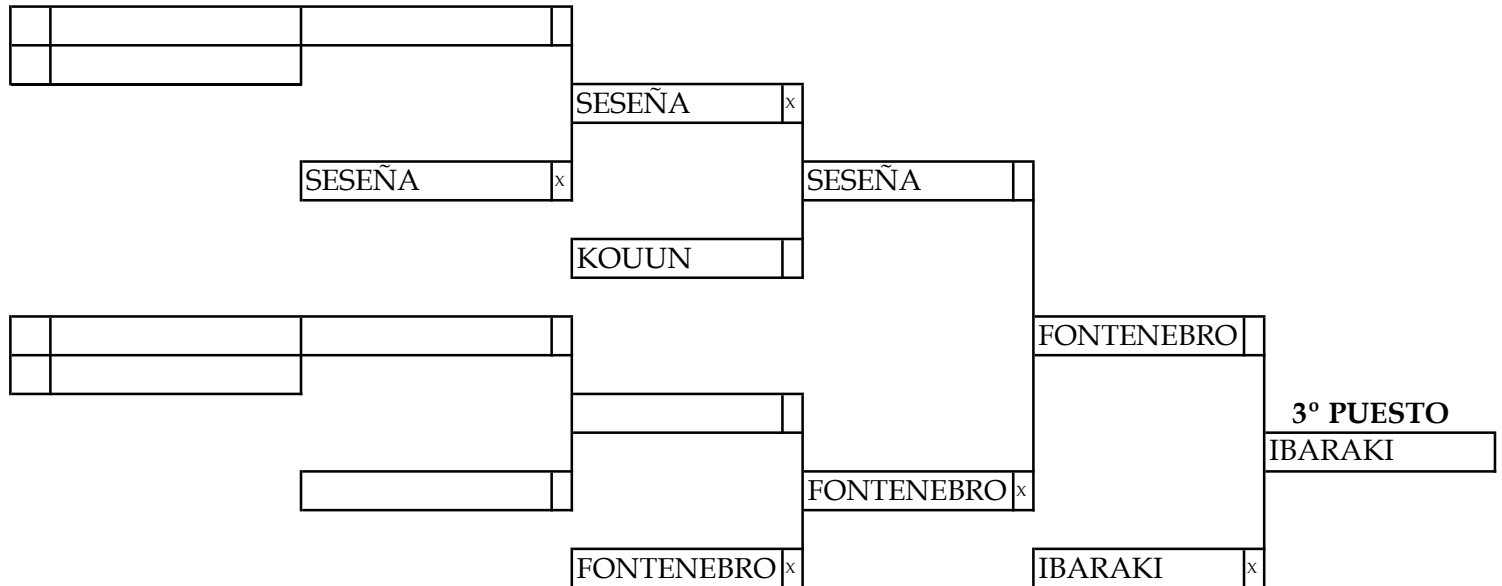 SESEÑA x
SESEÑA x SESEÑA
KOUUN
FONTENEBRO
3º PUESTO
IBARAKI
FONTENEBRO x
FONTENEBRO x IBARAKI x